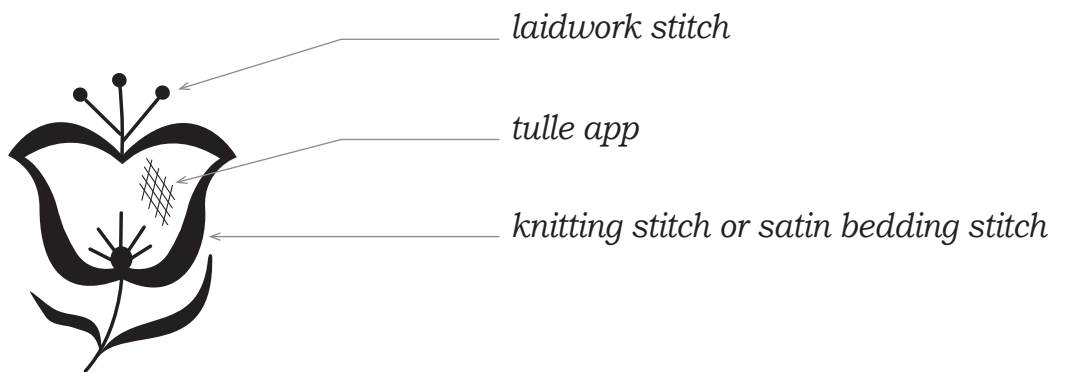 laidwork stitch
tulle app
knitting stitch or satin bedding stitch